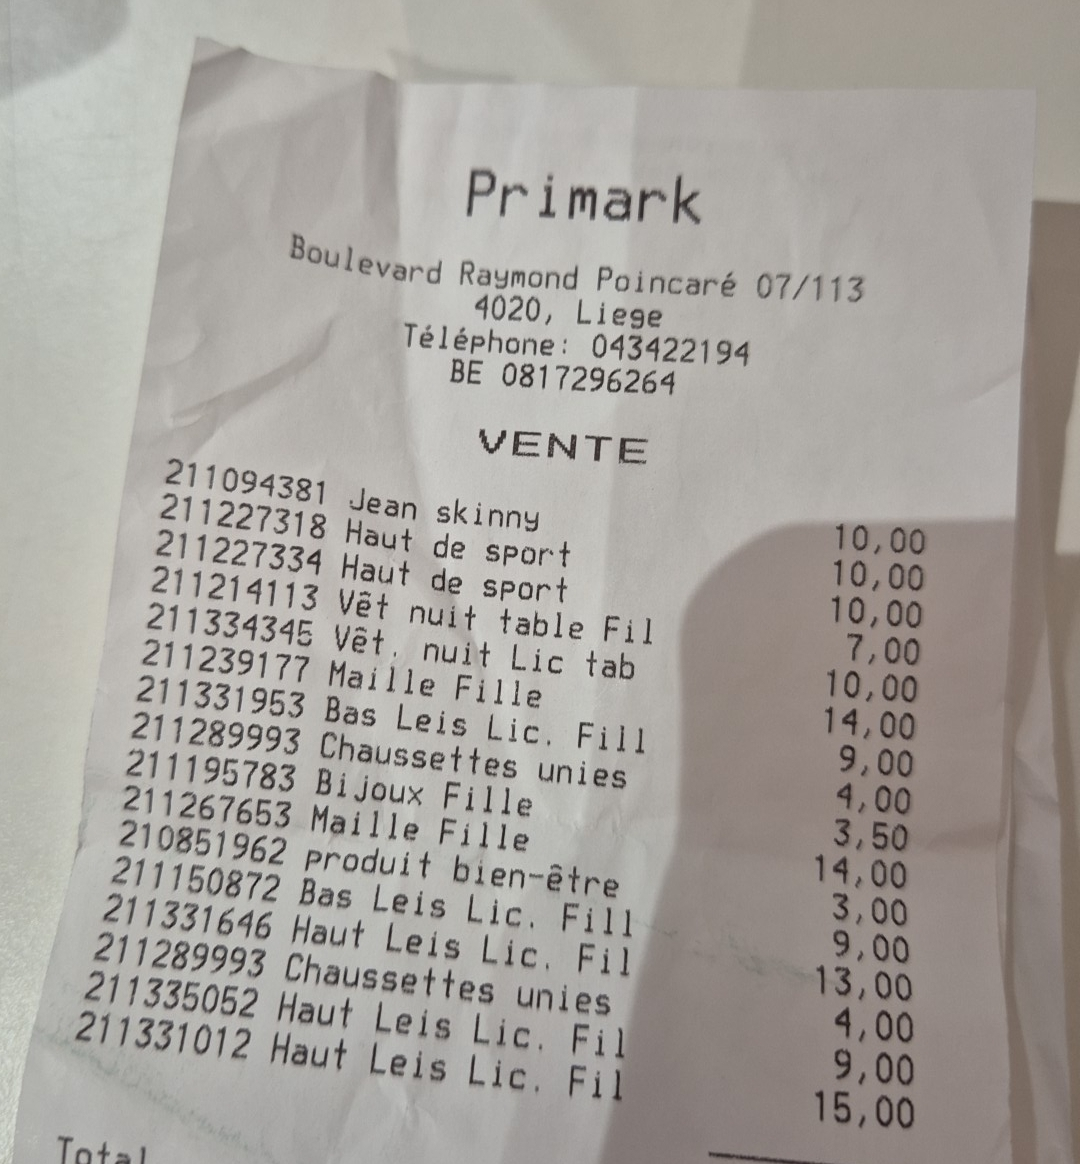 Primark
Boulevard Raymond Poincaré 07/113
4020, Liege
Téléphone: 043422194
BE 0817296264
VENTE
211094381 Jean skinny 10,00
211227318 Haut de sport 10,00
211227334 Haut de sport 10,00
211214113 Vêt nuit table Fil 7,00
211334345 Vêt. nuit Lic tab 10,00
211239177 Maille Fille 14,00
211331953 Bas Leis Lic. Fill 9,00
211289993 Chaussettes unies 4,00
211195783 Bijoux Fille 3,50
211267653 Maille Fille 14,00
210851962 produit bien-être 3,00
211150872 Bas Leis Lic. Fill 9,00
211331646 Haut Leis Lic. Fil 13,00
211289993 Chaussettes unies 4,00
211335052 Haut Leis Lic. Fil 9,00
211331012 Haut Leis Lic. Fil 15,00
Total